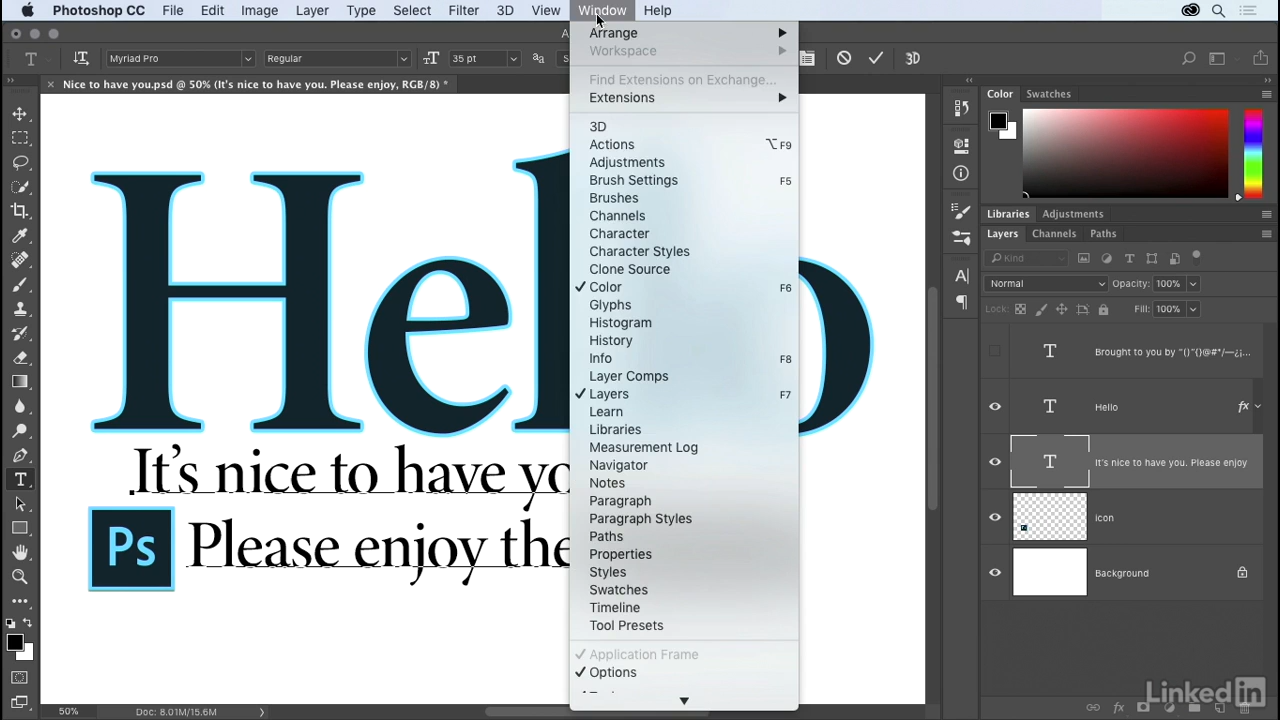 Photoshop CC File Edit Image Layer Type Select Filter 3D View Window Help
T Myriad Pro Regular 35 pt 3D
× Nice to have you.psd @ 50% (It's nice to have you. Please enjoy, RGB/8) *
Arrange
Workspace
Find Extensions on Exchange...
Extensions
3D
Actions ⌥F9
Adjustments
Brush Settings F5
Brushes
Channels
Character
Character Styles
Clone Source
✓ Color F6
Glyphs
Histogram
History
Info F8
Layer Comps
✓ Layers F7
Learn
Libraries
Measurement Log
Navigator
Notes
Paragraph
Paragraph Styles
Paths
Properties
Styles
Swatches
Timeline
Tool Presets
✓ Application Frame
✓ Options
He o
It's nice to have yo
Ps Please enjoy the
50% Doc: 8.01M/15.6M
Color Swatches
Libraries Adjustments
Layers Channels Paths
Kind
Normal Opacity: 100%
Lock: Fill: 100%
T Brought to you by "()"{}@#*/—¿¡...
T Hello fx
T It's nice to have you. Please enjoy
icon
Background
fx
LinkedIn